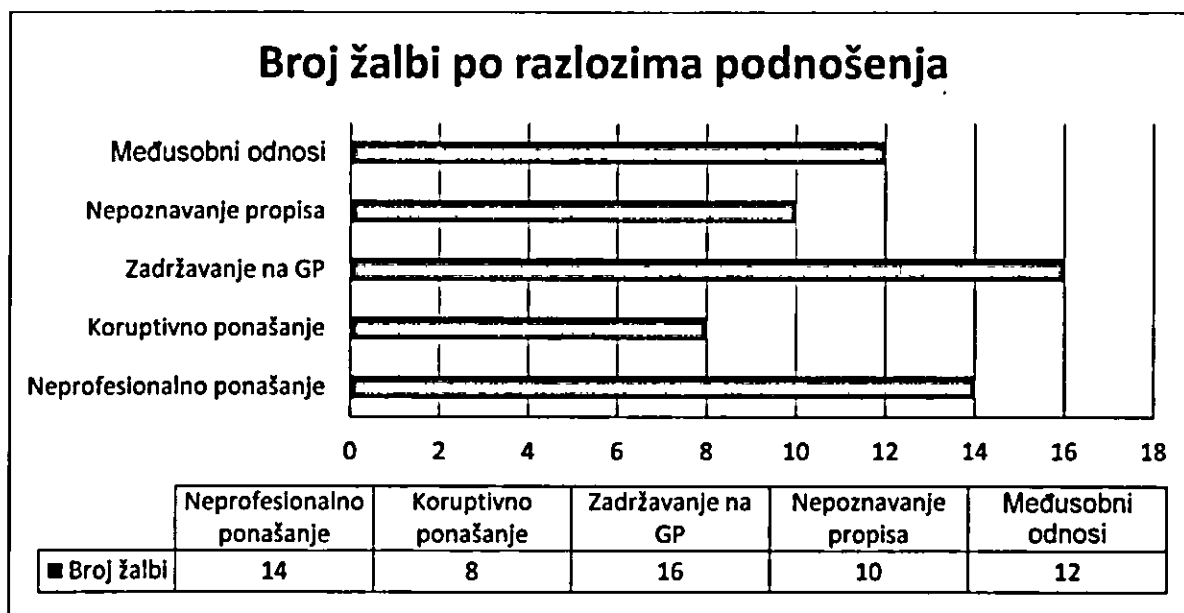 Broj žalbi po razlozima podnošenja
Međusobni odnosi
Nepoznavanje propisa
Zadržavanje na GP
Koruptivno ponašanje
Neprofesionalno ponašanje
0 2 4 6 8 10 12 14 16 18
Neprofesionalno Koruptivno Zadržavanje na Nepoznavanje Međusobni
ponašanje ponašanje GP propisa odnosi
Broj žalbi 14 8 16 10 12